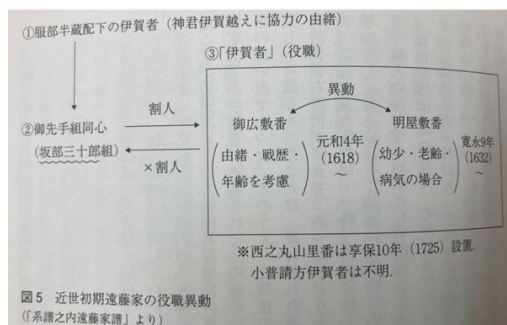 ①服部半蔵配下の伊賀者（神君伊賀越えに協力の由緒）
③「伊賀者」（役職）
異動
割人
②御先手組同心
（坂部三十郎組）
×割人
御広敷番
（由緒・戦歴・
年齢を考慮）
元和4年
（1618）
～
明屋敷番
（幼少・老齢・
病気の場合）
寛永9年
（1632）
～
※西之丸山里番は享保10年（1725）設置.
小普請方伊賀者は不明.
図5 近世初期遠藤家の役職異動
（「系譜之内遠藤家譜」より）